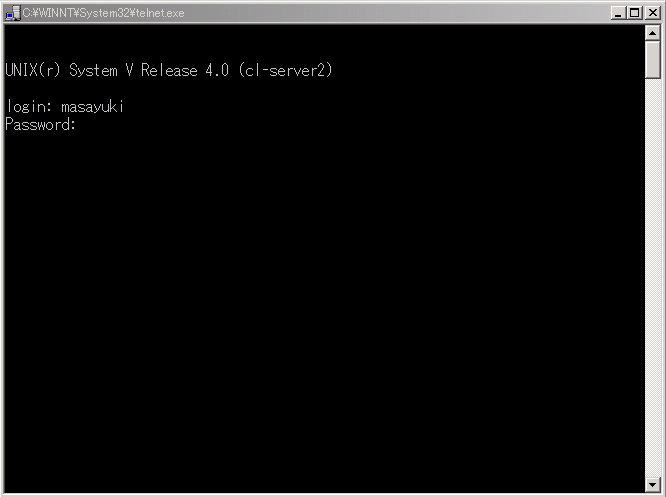 C:¥WINNT¥System32¥telnet.exe
UNIX(r) System V Release 4.0 (cl-server2)
login: masayuki
Password: